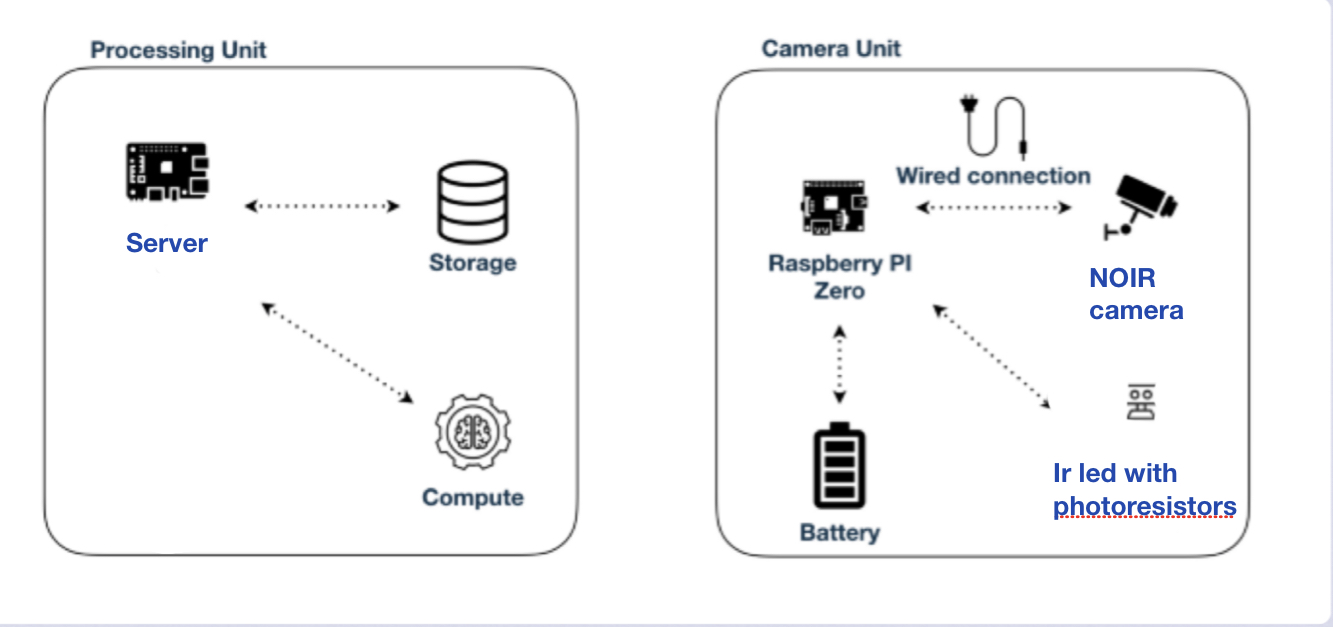 Processing Unit
Camera Unit
Server
Storage
Compute
Wired connection
Raspberry PI
Zero
NOIR
camera
Battery
Ir led with
photoresistors